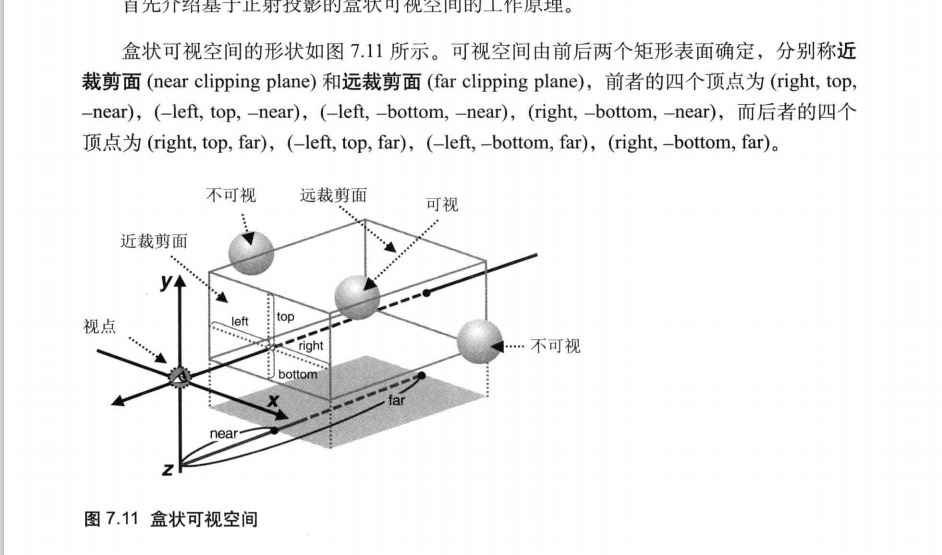 首先介绍基于正射投影的盒状可视空间的工作原理。
盒状可视空间的形状如图 7.11 所示。可视空间由前后两个矩形表面确定，分别称近
裁剪面 (near clipping plane) 和远裁剪面 (far clipping plane)，前者的四个顶点为 (right, top,
–near)，(–left, top, –near)，(–left, –bottom, –near)，(right, –bottom, –near)，而后者的四个
顶点为 (right, top, far)，(–left, top, far)，(–left, –bottom, far)，(right, –bottom, far)。
不可视
远裁剪面
可视
近裁剪面
y
left
top
视点
right
不可视
bottom
x
far
near
z
图 7.11 盒状可视空间